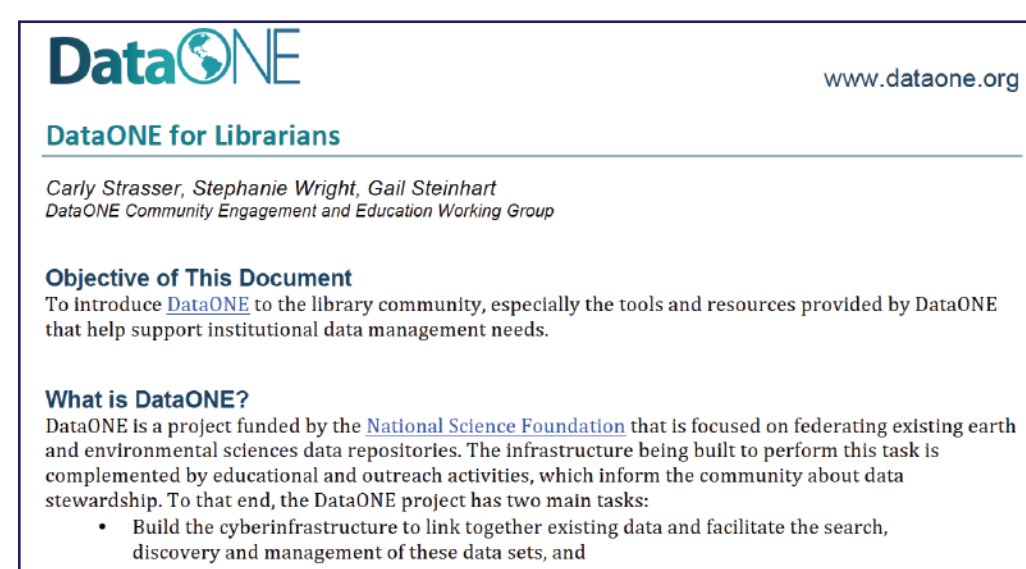 DataONE
www.dataone.org
DataONE for Librarians
Carly Strasser, Stephanie Wright, Gail Steinhart
DataONE Community Engagement and Education Working Group
Objective of This Document
To introduce DataONE to the library community, especially the tools and resources provided by DataONE
that help support institutional data management needs.
What is DataONE?
DataONE is a project funded by the National Science Foundation that is focused on federating existing earth
and environmental sciences data repositories. The infrastructure being built to perform this task is
complemented by educational and outreach activities, which inform the community about data
stewardship. To that end, the DataONE project has two main tasks:
• Build the cyberinfrastructure to link together existing data and facilitate the search,
discovery and management of these data sets, and